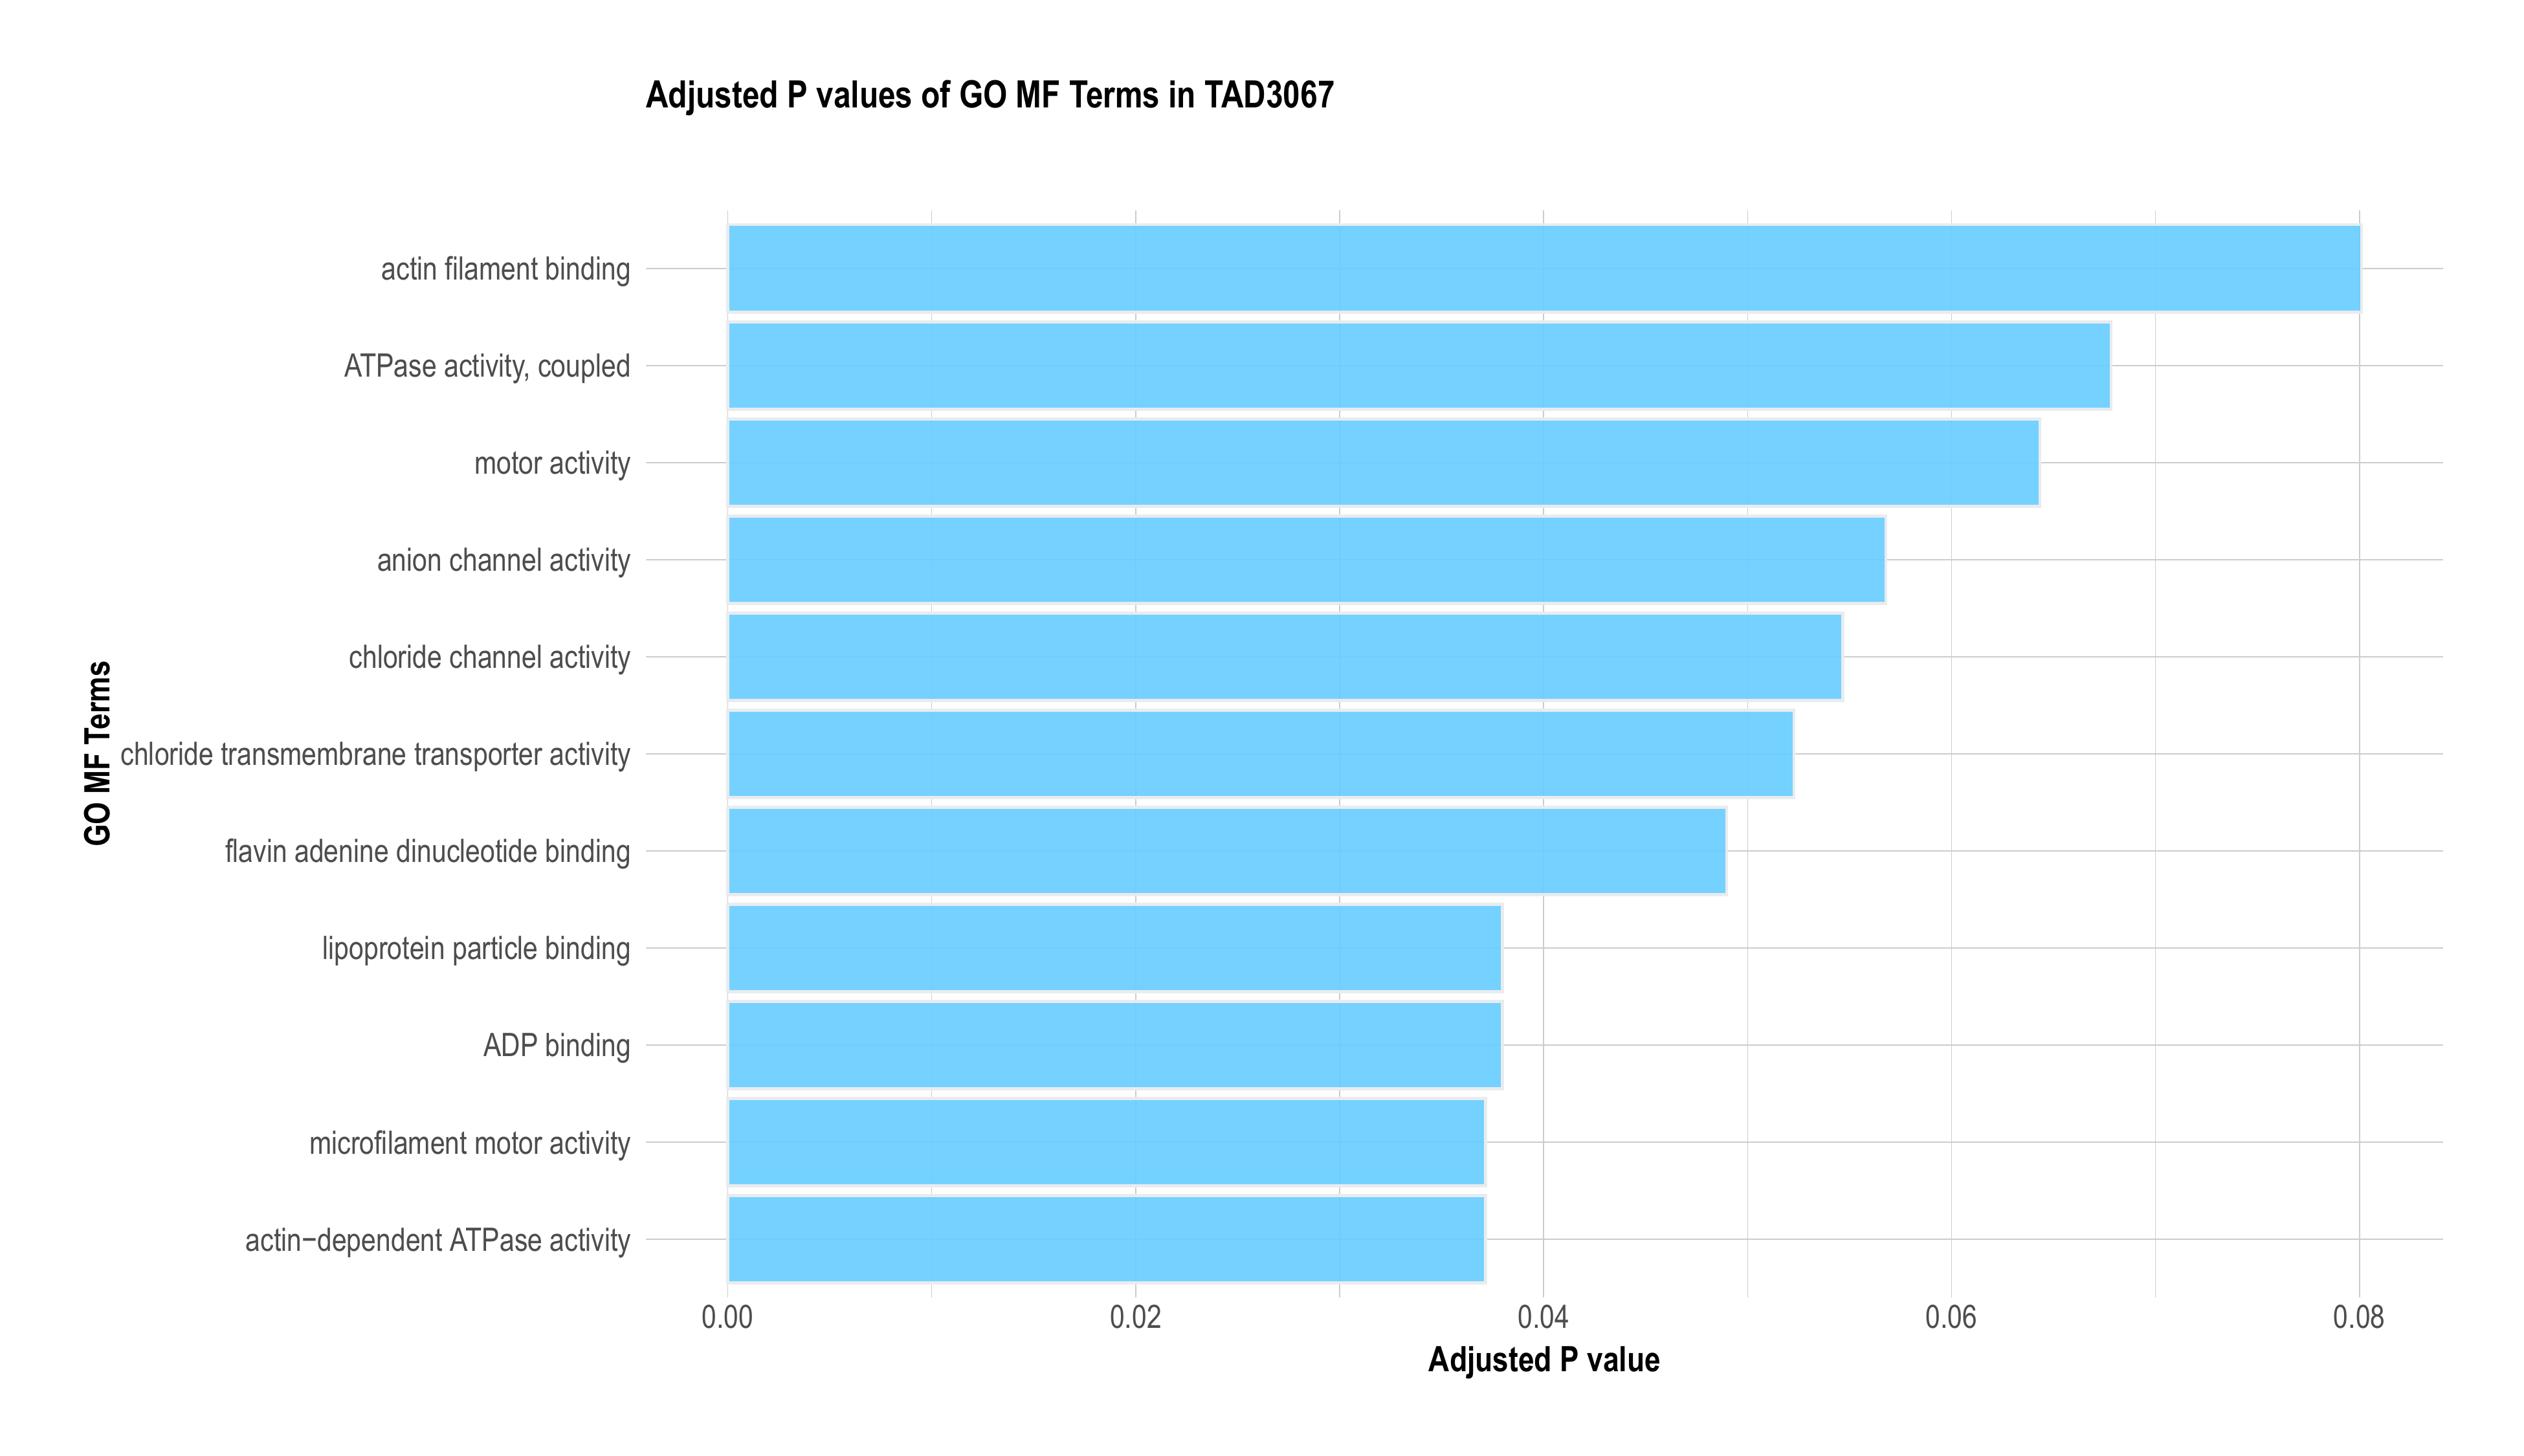 Adjusted P values of GO MF Terms in TAD3067
GO MF Terms
actin filament binding
ATPase activity, coupled
motor activity
anion channel activity
chloride channel activity
chloride transmembrane transporter activity
flavin adenine dinucleotide binding
lipoprotein particle binding
ADP binding
microfilament motor activity
actin−dependent ATPase activity
0.00 0.02 0.04 0.06 0.08
Adjusted P value